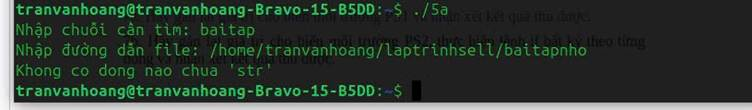 tranvanhoang@tranvanhoang-Bravo-15-B5DD:~$ ./5a
Nhập chuỗi cần tìm: baitap
Nhập đường dẫn file: /home/tranvanhoang/laptrinhsell/baitapnho
Khong co dong nao chua 'str'
tranvanhoang@tranvanhoang-Bravo-15-B5DD:~$